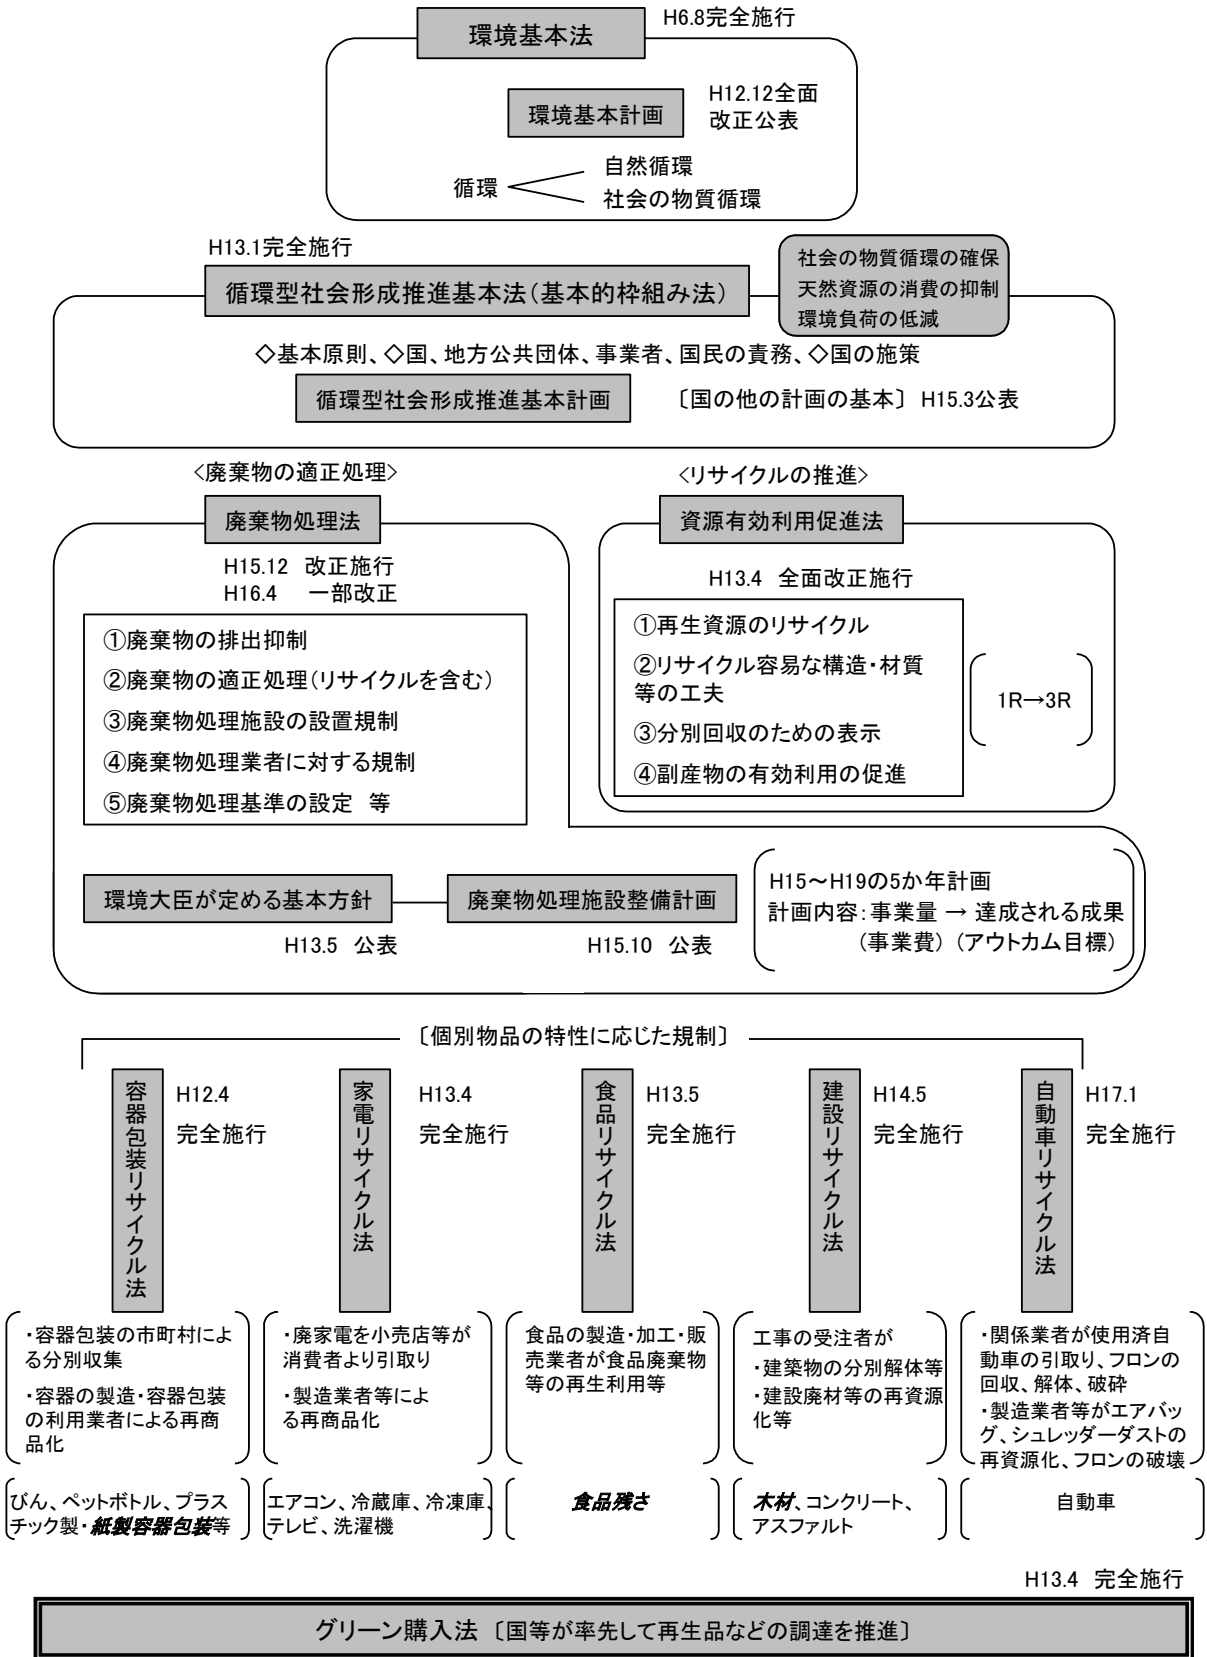 環境基本法
H6.8完全施行
環境基本計画
H12.12全面
改正公表
循環
自然循環
社会の物質循環
H13.1完全施行
循環型社会形成推進基本法(基本的枠組み法)
社会の物質循環の確保
天然資源の消費の抑制
環境負荷の低減
◇基本原則、◇国、地方公共団体、事業者、国民の責務、◇国の施策
循環型社会形成推進基本計画
〔国の他の計画の基本〕 H15.3公表
<廃棄物の適正処理>
廃棄物処理法
H15.12 改正施行
H16.4 一部改正
①廃棄物の排出抑制
②廃棄物の適正処理(リサイクルを含む)
③廃棄物処理施設の設置規制
④廃棄物処理業者に対する規制
⑤廃棄物処理基準の設定 等
<リサイクルの推進>
資源有効利用促進法
H13.4 全面改正施行
①再生資源のリサイクル
②リサイクル容易な構造・材質
等の工夫
③分別回収のための表示
④副産物の有効利用の促進
1R→3R
環境大臣が定める基本方針
H13.5 公表
廃棄物処理施設整備計画
H15.10 公表
H15~H19の5か年計画
計画内容:事業量 → 達成される成果
(事業費) (アウトカム目標)
〔個別物品の特性に応じた規制〕
容器包装リサイクル法
H12.4
完全施行
家電リサイクル法
H13.4
完全施行
食品リサイクル法
H13.5
完全施行
建設リサイクル法
H14.5
完全施行
自動車リサイクル法
H17.1
完全施行
・容器包装の市町村によ
る分別収集
・容器の製造・容器包装
の利用業者による再商
品化
・廃家電を小売店等が
消費者より引取り
・製造業者等によ
る再商品化
食品の製造・加工・販
売業者が食品廃棄物
等の再生利用等
工事の受注者が
・建築物の分別解体等
・建設廃材等の再資源
化等
・関係業者が使用済自
動車の引取り、フロンの
回収、解体、破砕
・製造業者等がエアバッ
グ、シュレッダーダストの
再資源化、フロンの破壊
びん、ペットボトル、プラス
チック製・紙製容器包装等
エアコン、冷蔵庫、冷凍庫、
テレビ、洗濯機
食品残さ
木材、コンクリート、
アスファルト
自動車
H13.4 完全施行
グリーン購入法 〔国等が率先して再生品などの調達を推進〕